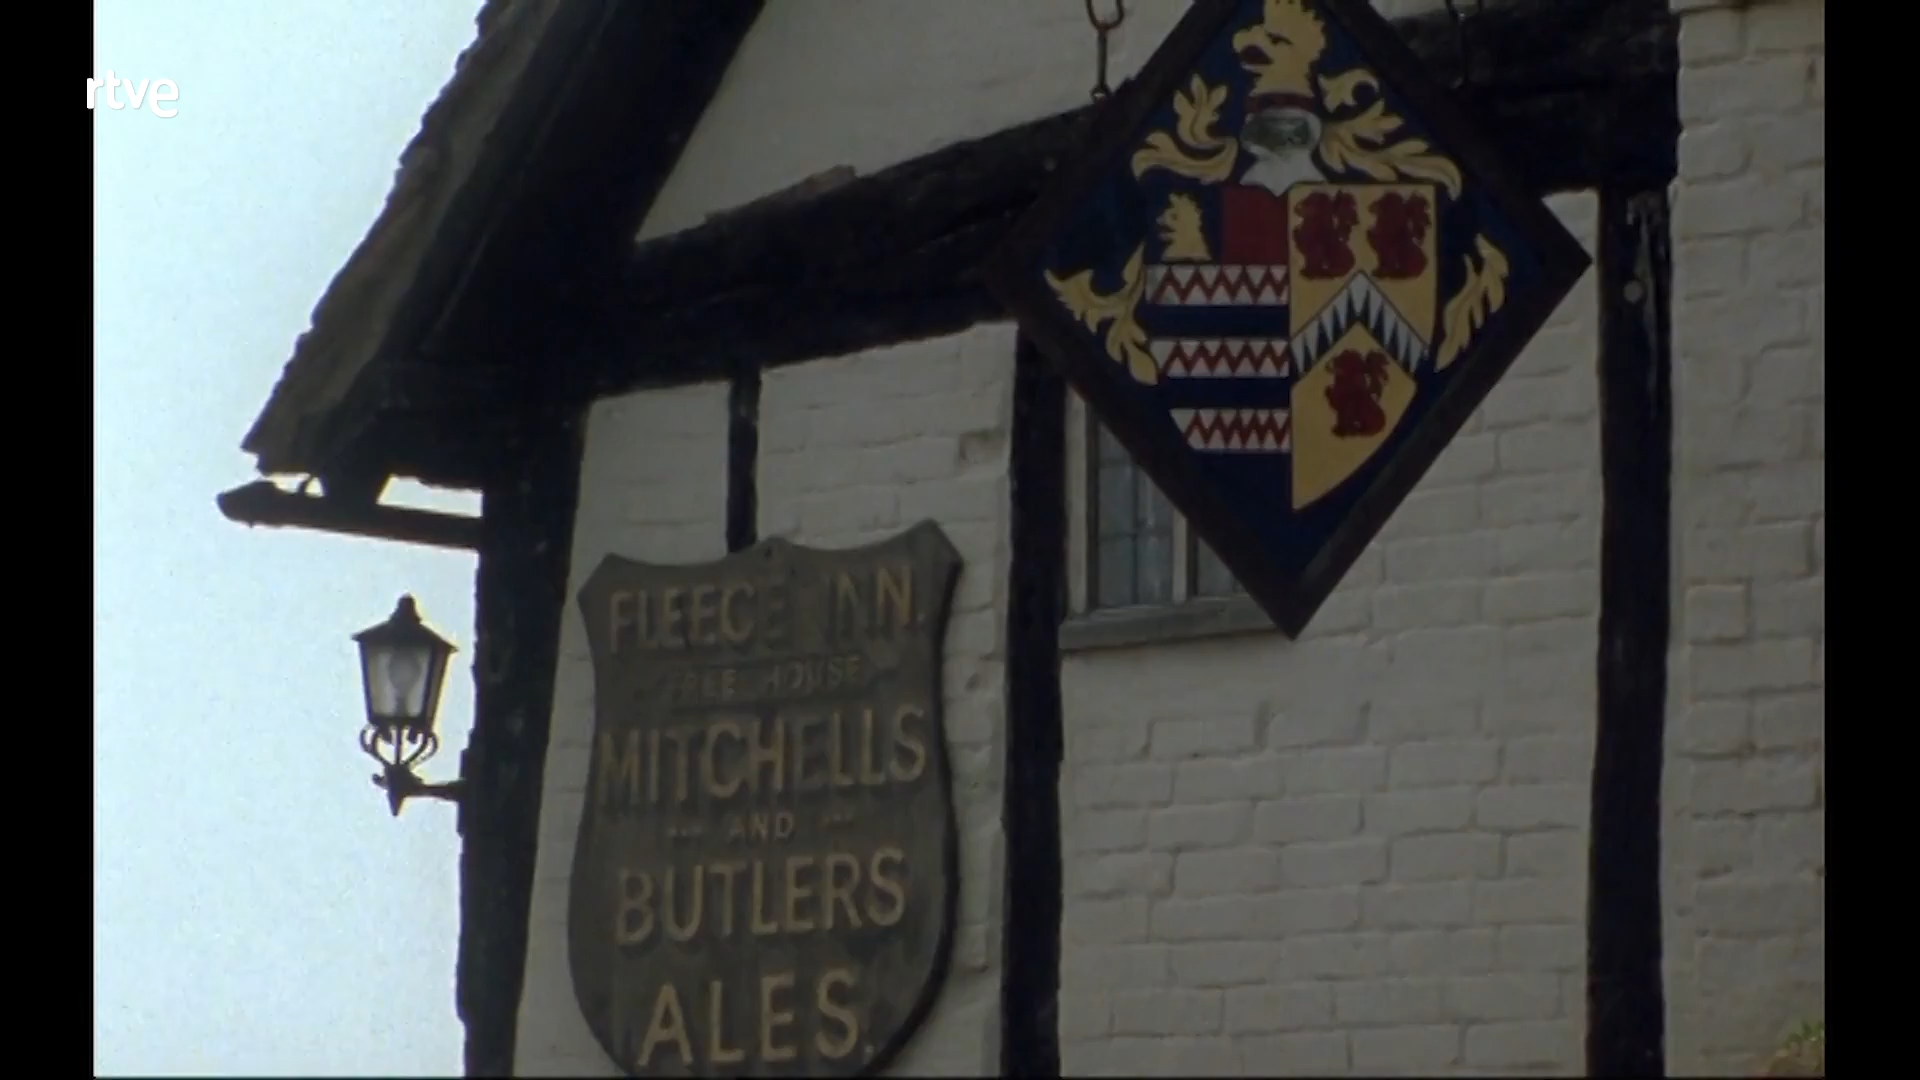 rtve
FLEECE INN.
FREE HOUSE
MITCHELLS
AND
BUTLERS
ALES.